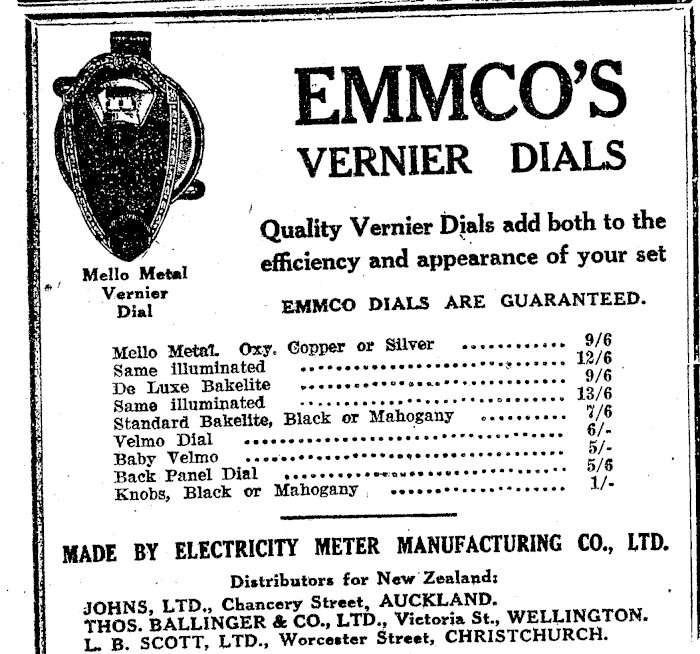 EMMCO'S
VERNIER DIALS
Quality Vernier Dials add both to the
efficiency and appearance of your set
Mello Metal
Vernier
Dial
EMMCO DIALS ARE GUARANTEED.
Mello Metal. Oxy. Copper or Silver ............ 9/6
Same illuminated ........................ 12/6
De Luxe Bakelite ........................ 9/6
Same illuminated ........................ 13/6
Standard Bakelite, Black or Mahogany .......... 7/6
Velmo Dial ............................. 6/-
Baby Velmo ............................. 5/-
Back Panel Dial ......................... 5/6
Knobs, Black or Mahogany .................. 1/-
MADE BY ELECTRICITY METER MANUFACTURING CO., LTD.
Distributors for New Zealand:
JOHNS, LTD., Chancery Street, AUCKLAND.
THOS. BALLINGER & CO., LTD., Victoria St., WELLINGTON.
L. B. SCOTT, LTD., Worcester Street, CHRISTCHURCH.